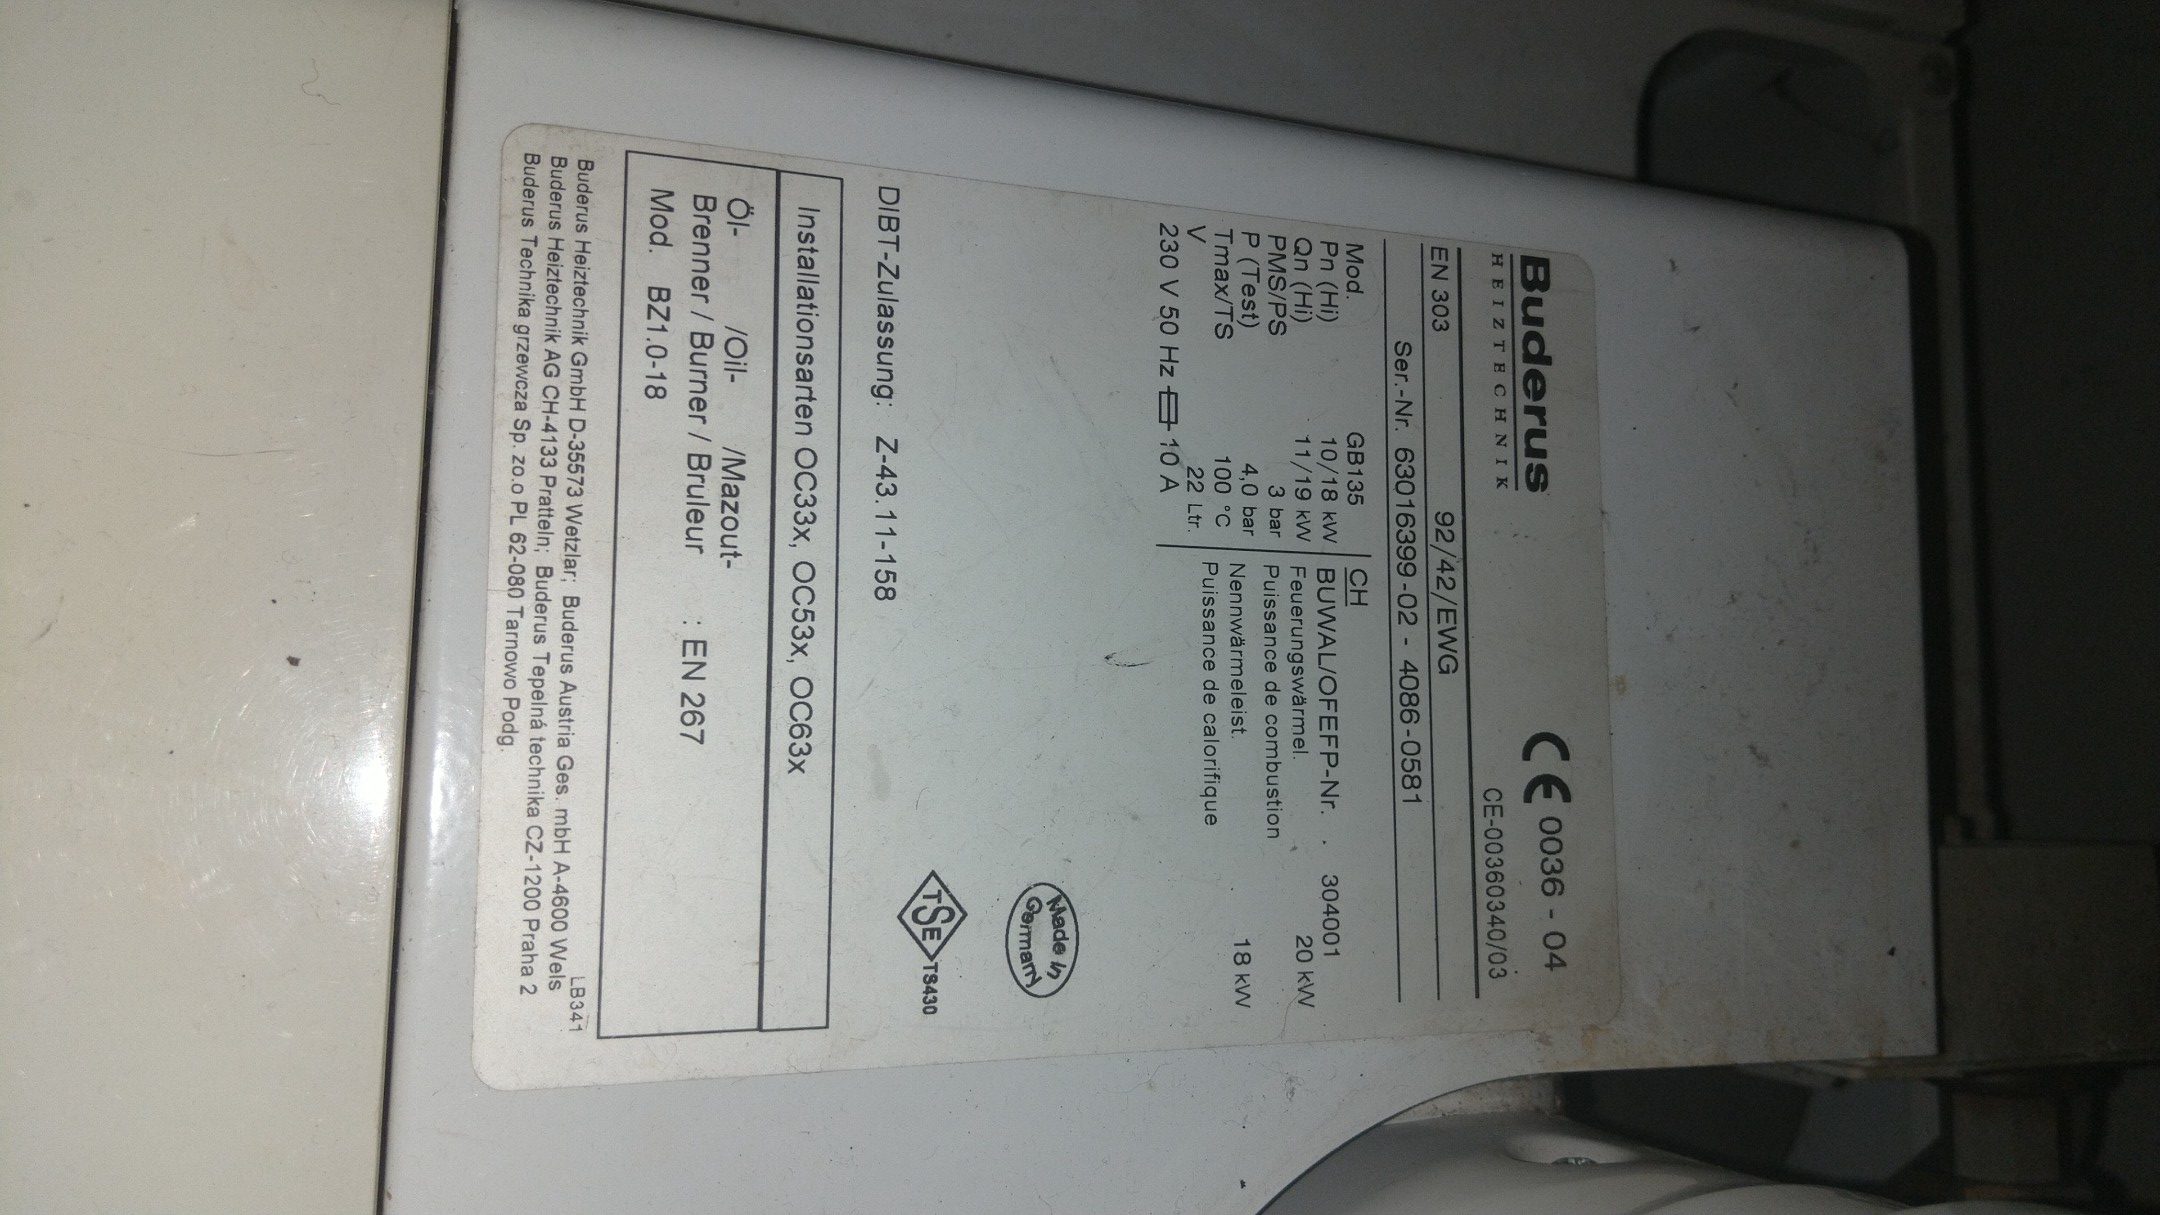 Buderus
HEIZTECHNIK
CE 0036 - 04
CE-00360340/03
EN 303 92/42/EWG
Ser.-Nr. 63016399-02 - 4086-0581
Mod. GB135
Pn (Hi) 10/18 kW
Qn (Hi) 11/19 kW
PMS/PS 3 bar
P (Test) 4,0 bar
Tmax/TS 100 °C
V 22 Ltr.
230 V 50 Hz 10 A
CH
BUWAL/OFEFP-Nr. 304001
Feuerungswärmel. 20 kW
Puissance de combustion
Nennwärmeleist. 18 kW
Puissance de calorifique
Made in
Germany
DIBT-Zulassung: Z-43.11-158
TSE TS430
Installationsarten OC33x, OC53x, OC63x
Öl- /Oil- /Mazout-
Brenner / Burner / Bruleur : EN 267
Mod. BZ1.0-18
LB341
Buderus Heiztechnik GmbH D-35573 Wetzlar; Buderus Austria Ges. mbH A-4600 Wels
Buderus Heiztechnik AG CH-4133 Pratteln; Buderus Tepelná technika CZ-1200 Praha 2
Buderus Technika grzewcza Sp. zo.o PL 62-080 Tarnowo Podg.